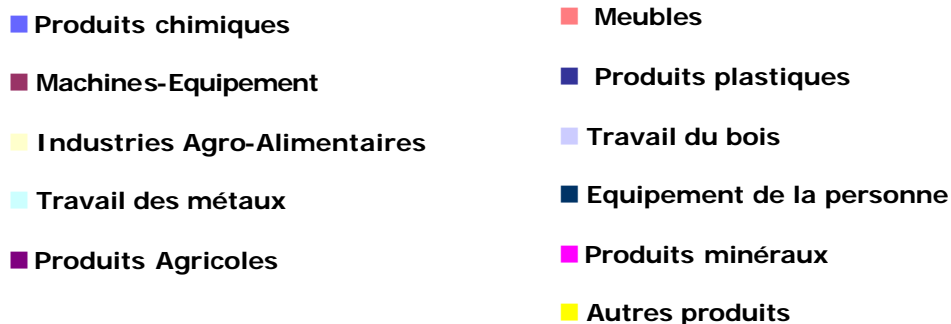 Produits chimiques
Machines-Equipement
Industries Agro-Alimentaires
Travail des métaux
Produits Agricoles
Meubles
Produits plastiques
Travail du bois
Equipement de la personne
Produits minéraux
Autres produits